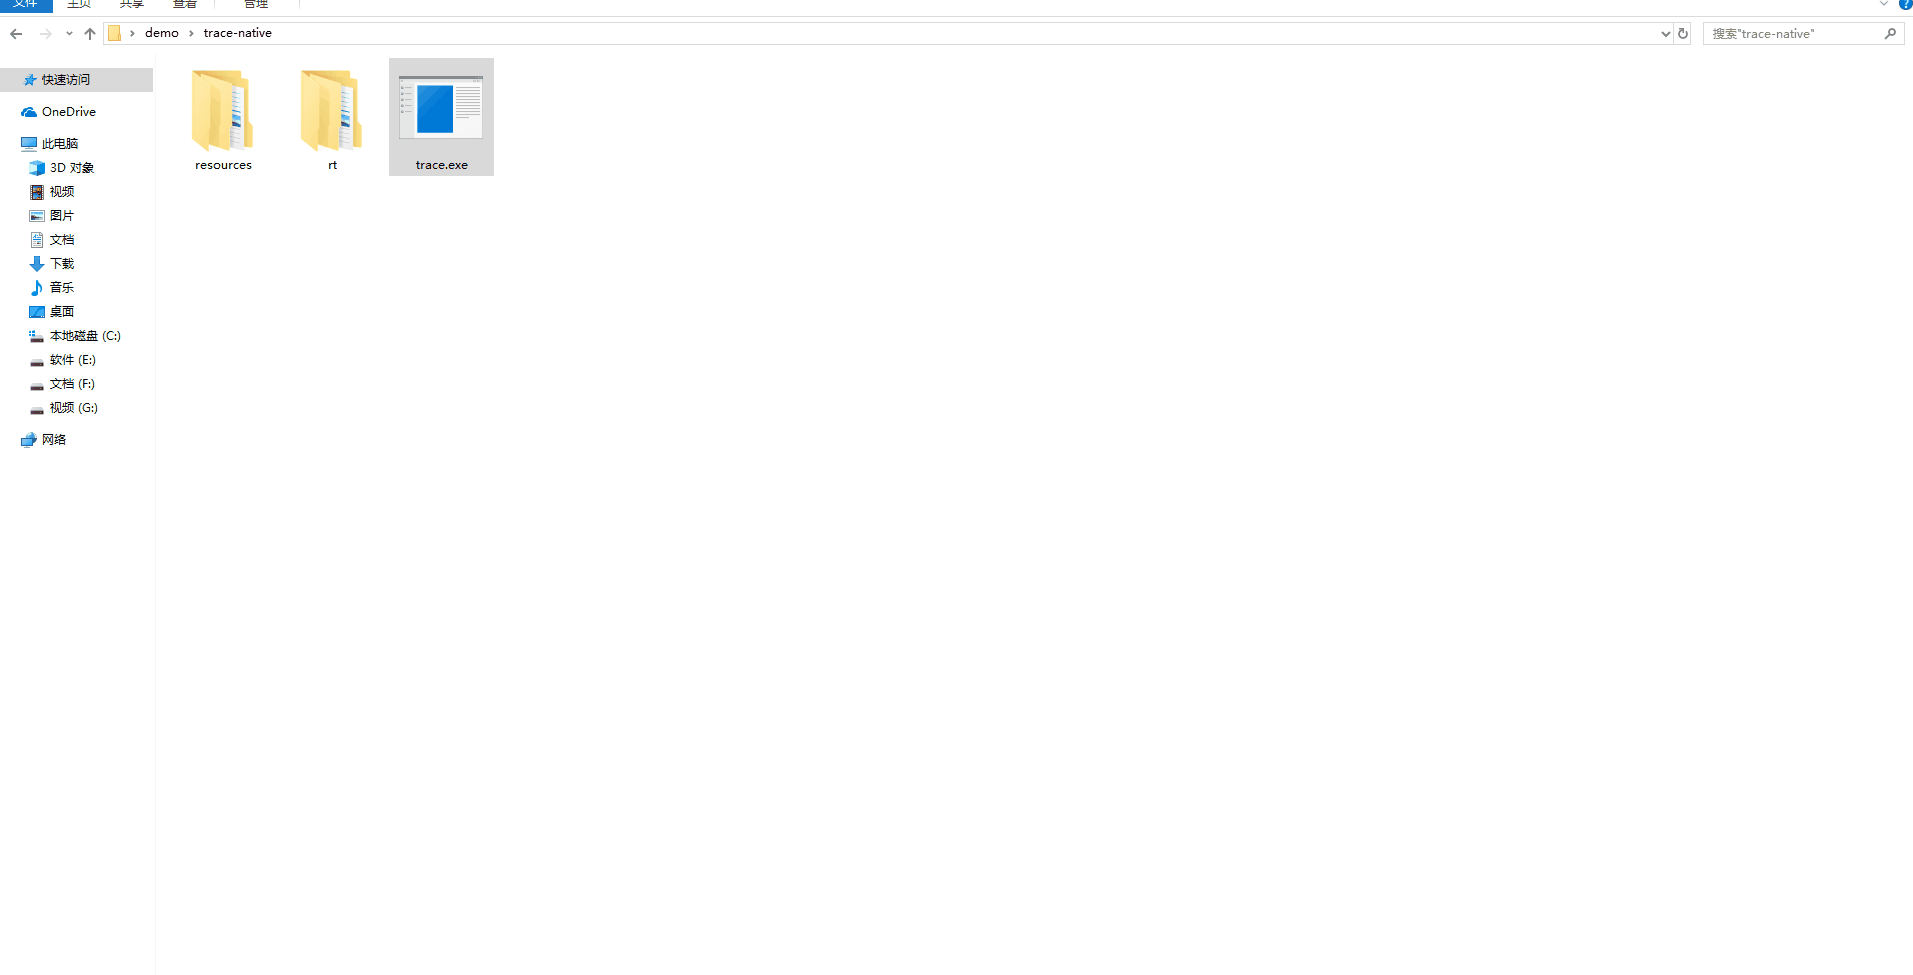 文件 主页 共享 查看 管理
demo trace-native 搜索"trace-native"
快速访问
OneDrive
此电脑
3D 对象
视频
图片
文档
下载
音乐
桌面
本地磁盘 (C:)
软件 (E:)
文档 (F:)
视频 (G:)
网络
resources rt trace.exe